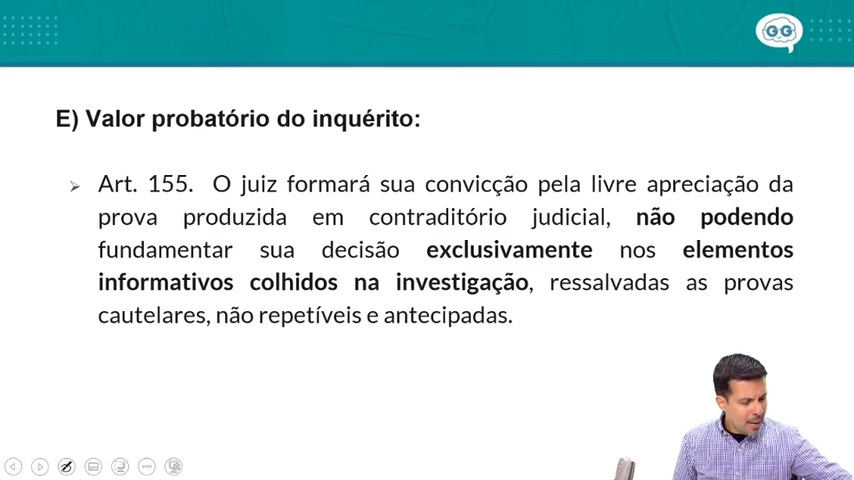 GG
E) Valor probatório do inquérito:
Art. 155. O juiz formará sua convicção pela livre apreciação da
prova produzida em contraditório judicial, não podendo
fundamentar sua decisão exclusivamente nos elementos
informativos colhidos na investigação, ressalvadas as provas
cautelares, não repetíveis e antecipadas.